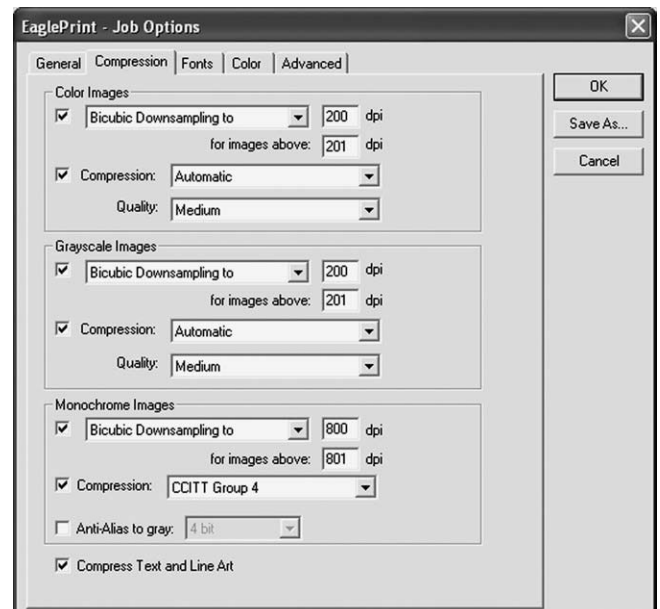 EaglePrint - Job Options
General Compression Fonts Color Advanced
OK
Save As...
Cancel
Color Images
Bicubic Downsampling to 200 dpi
for images above: 201 dpi
Compression: Automatic
Quality: Medium
Grayscale Images
Bicubic Downsampling to 200 dpi
for images above: 201 dpi
Compression: Automatic
Quality: Medium
Monochrome Images
Bicubic Downsampling to 800 dpi
for images above: 801 dpi
Compression: CCITT Group 4
Anti-Alias to gray: 4 bit
Compress Text and Line Art